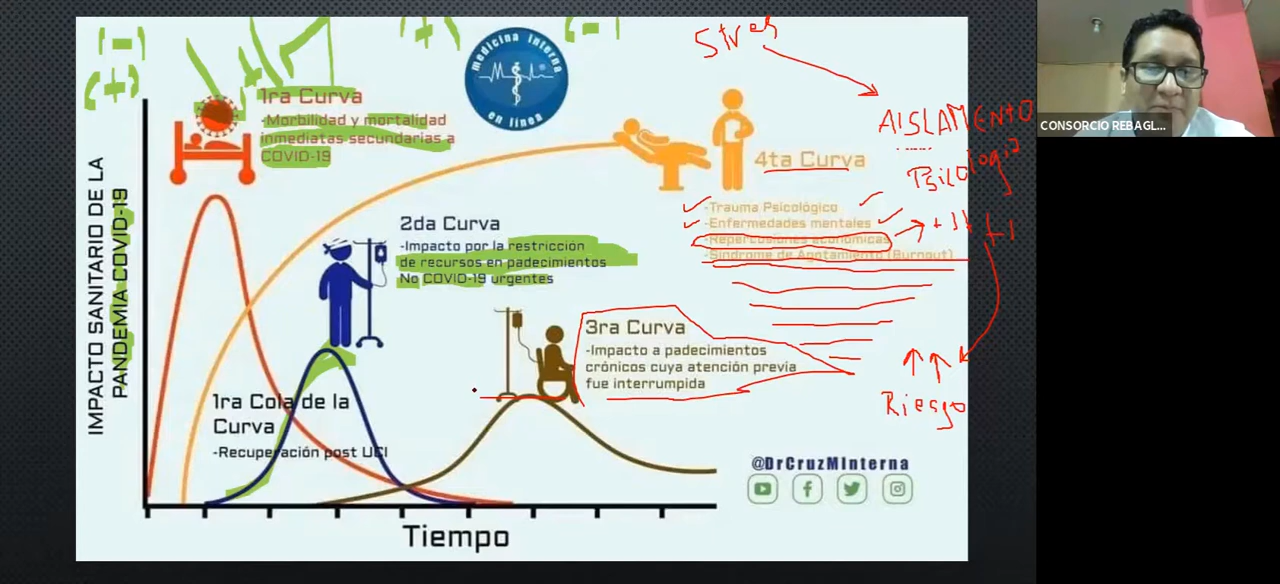 (-)
(+)
(+)
(-)
medicina interna
en línea
Stres
AISLAMIENTO
Psicologic
CONSORCIO REBAGL...
1ra Curva
-Morbilidad y mortalidad
inmediatas secundarias a
COVID-19
4ta Curva
-Trauma Psicológico
-Enfermedades mentales
-Repercusiones económicas
-Síndrome de Agotamiento (Burnout)
2da Curva
-Impacto por la restricción
de recursos en padecimientos
No COVID-19 urgentes
3ra Curva
-Impacto a padecimientos
crónicos cuya atención previa
fue interrumpida
Riesgo
1ra Cola de la
Curva
-Recuperación post UCI
IMPACTO SANITARIO DE LA
PANDEMIA COVID-19
Tiempo
@DrCruzMInterna